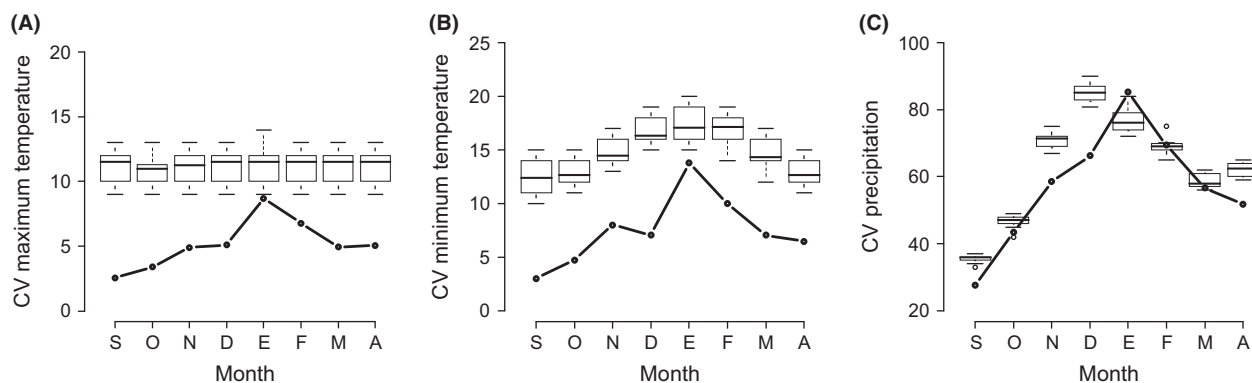 (A)
CV maximum temperature
20
15
10
5
0
S O N D E F M A
Month
(B)
CV minimum temperature
25
20
15
10
5
0
S O N D E F M A
Month
(C)
CV precipitation
100
80
60
40
20
S O N D E F M A
Month